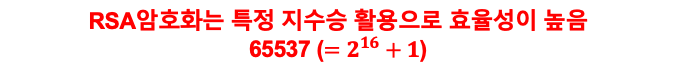 RSA암호화는 특정 지수승 활용으로 효율성이 높음
65537 (= 2¹⁶ + 1)